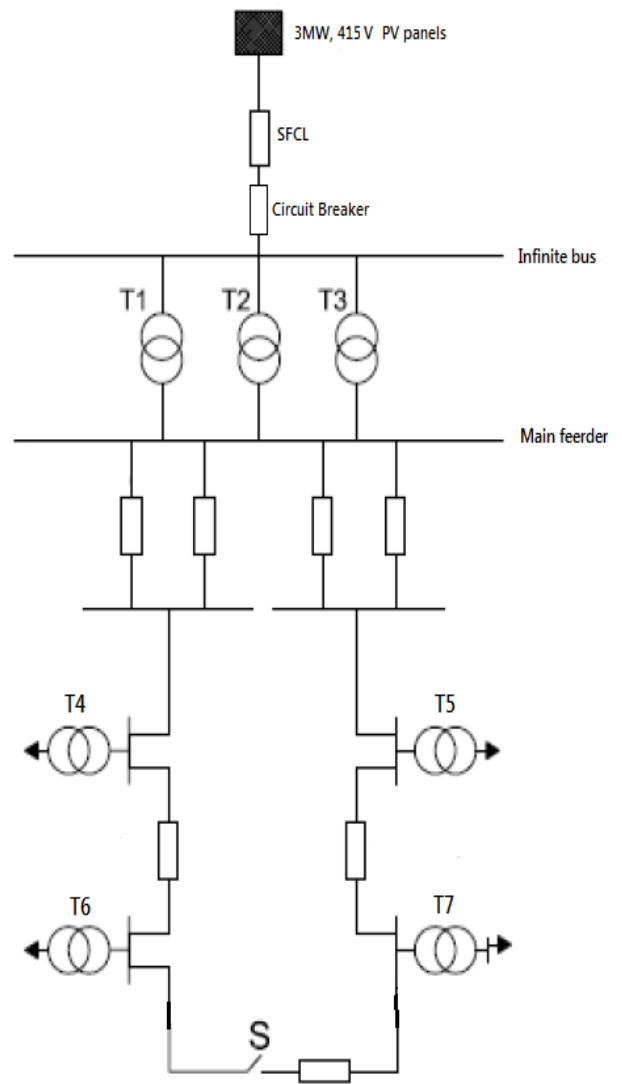 3MW, 415 V PV panels
SFCL
Circuit Breaker
Infinite bus
T1 T2 T3
Main feerder
T4 T5
T6 T7
S